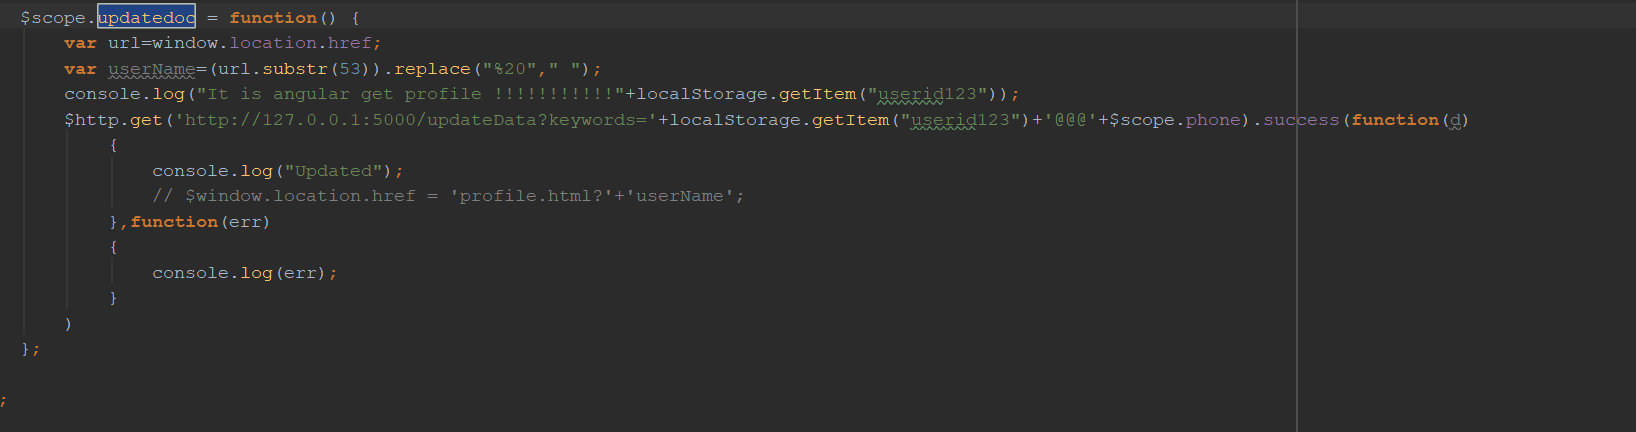 $scope.updatedoc = function() {
var url=window.location.href;
var userName=(url.substr(53)).replace("%20"," ");
console.log("It is angular get profile !!!!!!!!!!!"+localStorage.getItem("userid123"));
$http.get('http://127.0.0.1:5000/updateData?keywords='+localStorage.getItem("userid123")+'@@@'+$scope.phone).success(function(d)
{
console.log("Updated");
// $window.location.href = 'profile.html?'+'userName';
},function(err)
{
console.log(err);
}
)
};
;